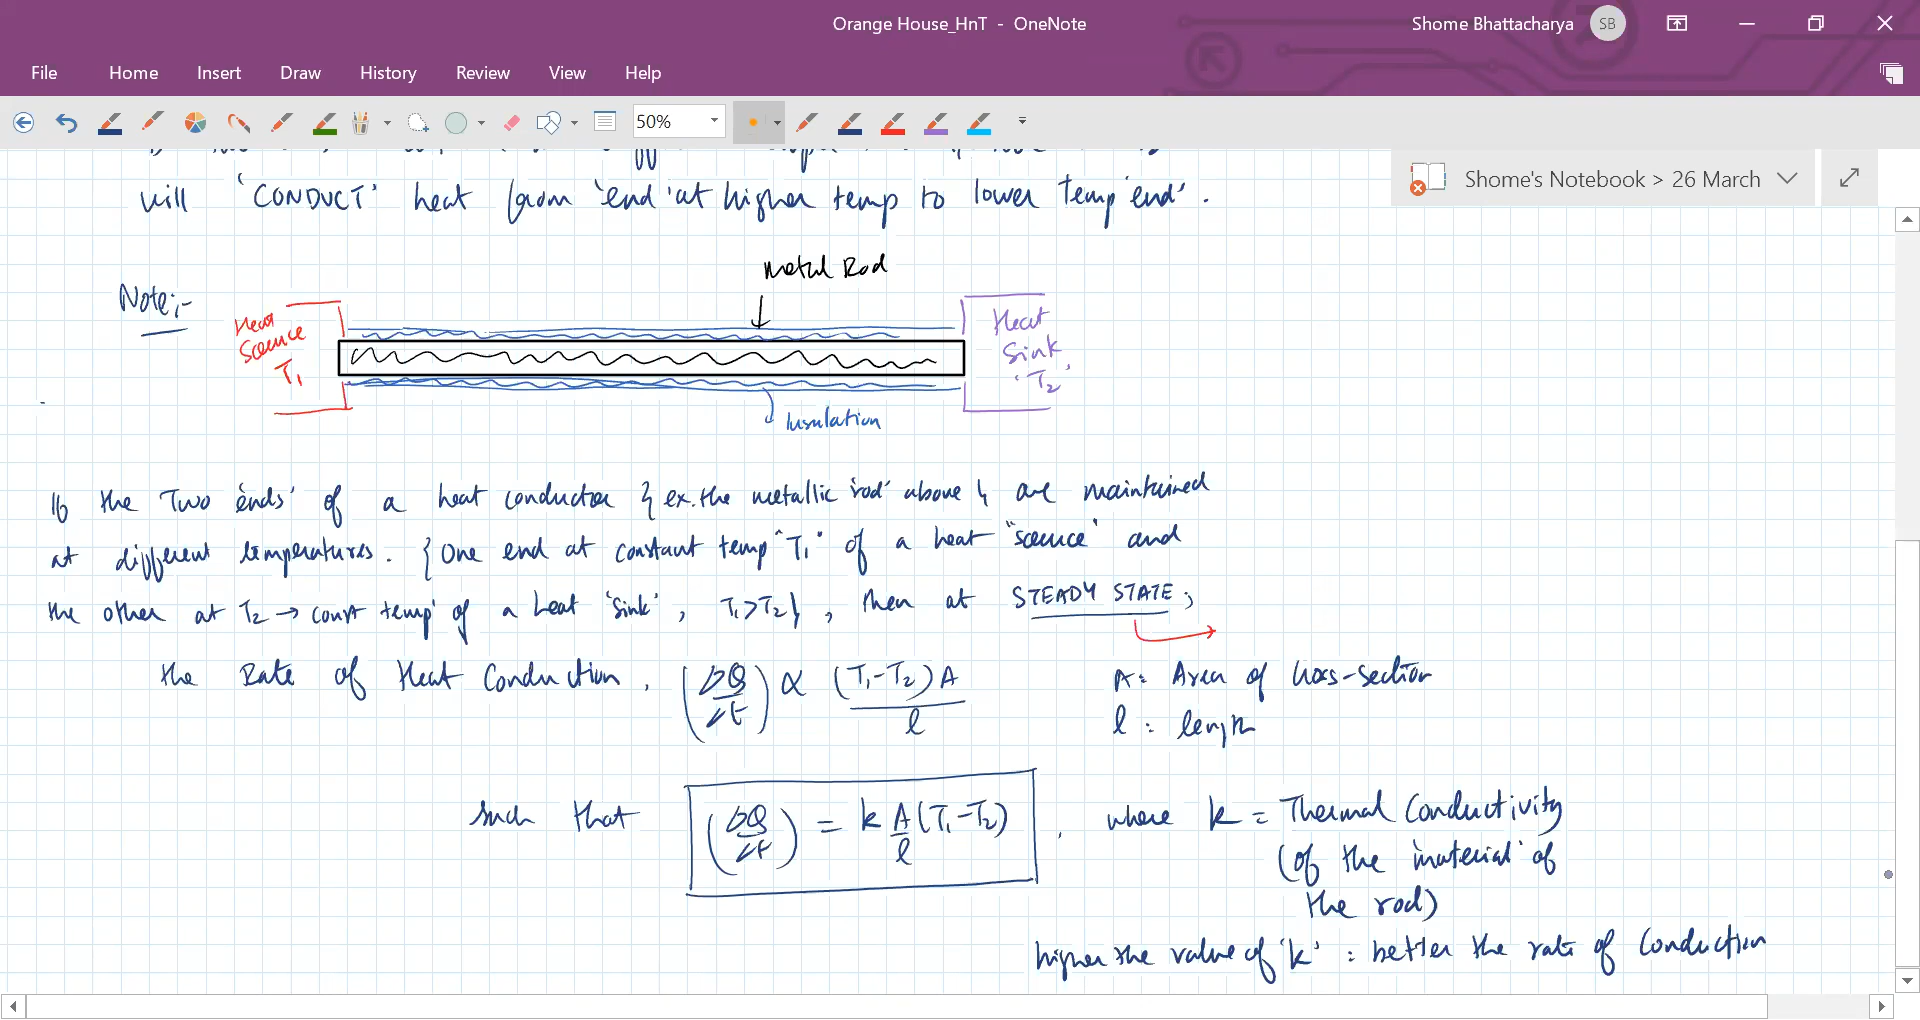 Orange House_HnT - OneNote
Shome Bhattacharya SB
File Home Insert Draw History Review View Help
50%
Shome's Notebook > 26 March
will 'CONDUCT' heat from 'end' at higher temp to lower temp 'end'.
Metal Rod
Note:-
Heat
Source
T₁
Heat
Sink
'T₂'
Insulation
If the Two 'ends' of a heat conductor { ex. the metallic 'rod' above } are maintained
at different temperatures. { One end at constant temp "T₁" of a heat "source" and
the other at T₂ → const temp of a heat 'sink', T₁>T₂}, then at STEADY STATE;
the Rate of Heat Conduction, (ΔQ/Δt) ∝ (T₁-T₂)A/l
A = Area of cross-section
l = length
such that (ΔQ/Δt) = k A/l (T₁-T₂), where k = Thermal Conductivity
(of the 'material' of
the rod)
higher the value of 'k' : better the rate of Conduction